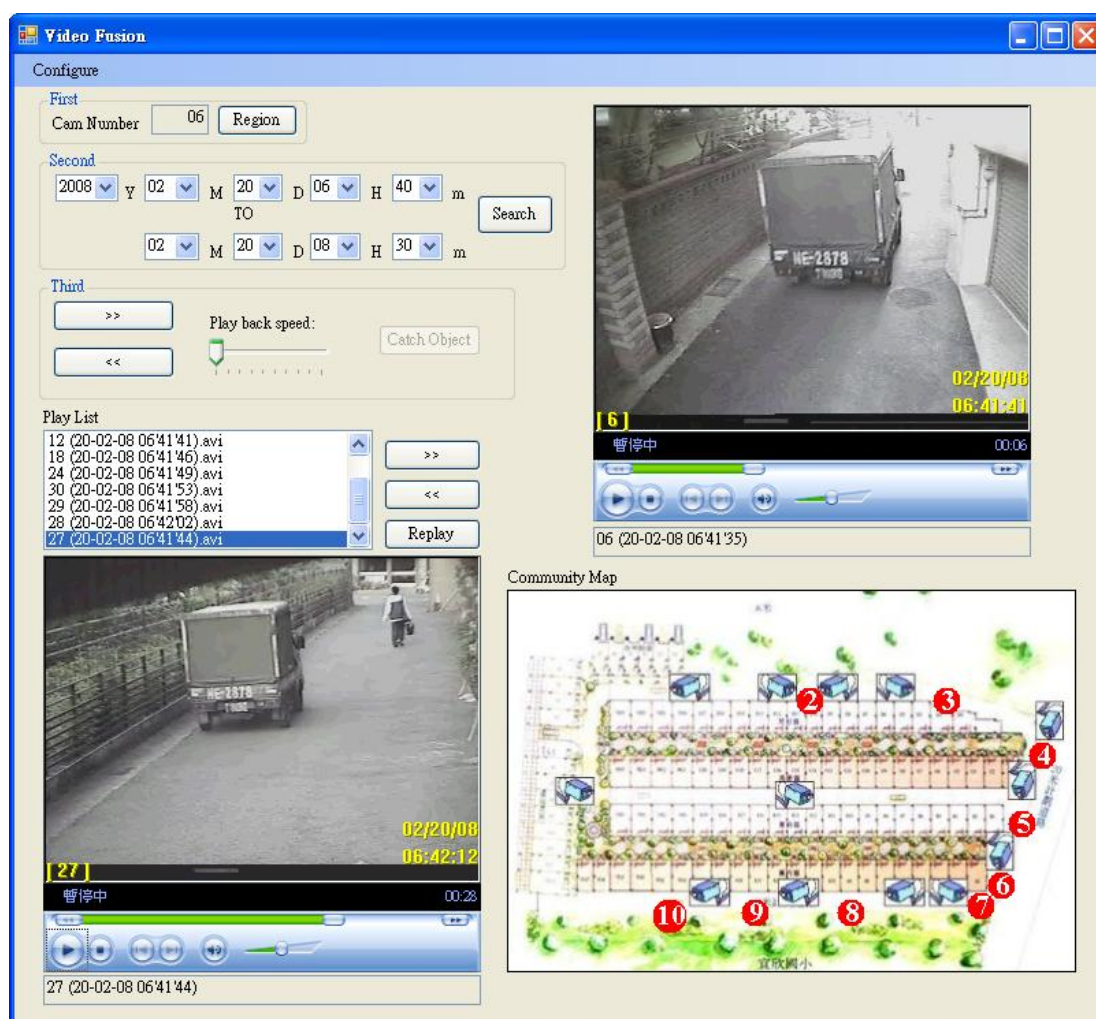 Video Fusion
Configure
First
Cam Number 06 Region
Second
2008 Y 02 M 20 D 06 H 40 m
TO
Search
02 M 20 D 08 H 30 m
Third
>>
Play back speed:
Catch Object
<<
Play List
12 (20-02-08 06'41'41).avi
18 (20-02-08 06'41'46).avi
24 (20-02-08 06'41'49).avi
30 (20-02-08 06'41'53).avi
29 (20-02-08 06'41'58).avi
28 (20-02-08 06'42'02).avi
27 (20-02-08 06'41'44).avi
>>
<<
Replay
HE-2878
02/20/08
06:41:41
[ 6 ]
暫停中 00:06
06 (20-02-08 06'41'35)
HE-2878
02/20/08
06:42:12
[ 27 ]
暫停中 00:28
27 (20-02-08 06'41'44)
Community Map
2
3
4
5
6
7
8
9
10
宜欣國小